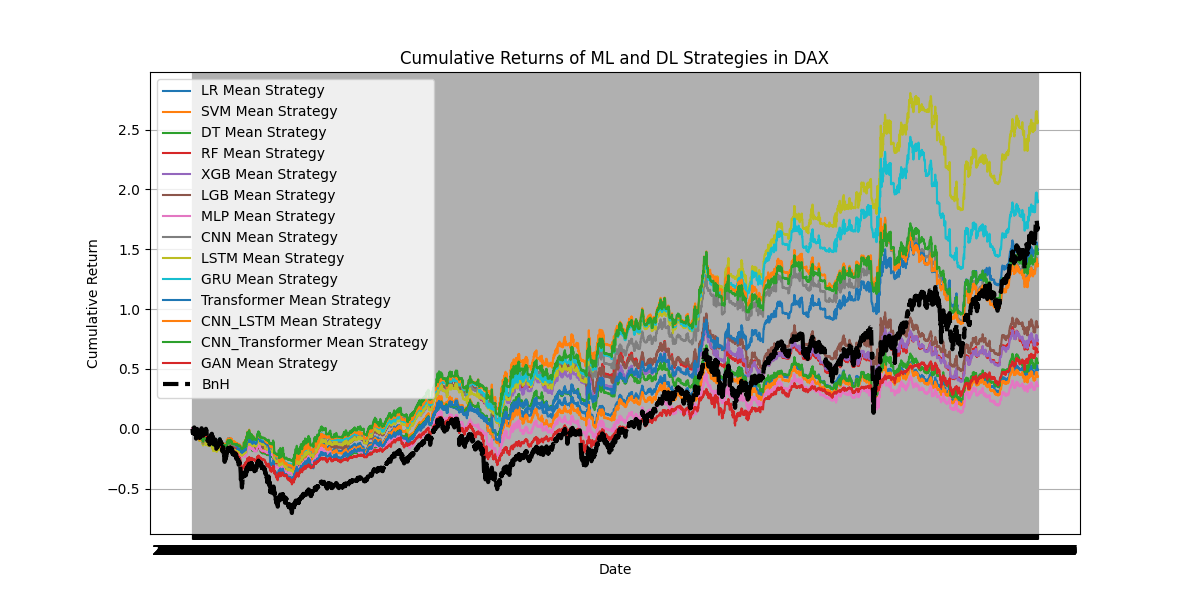 Cumulative Returns of ML and DL Strategies in DAX
LR Mean Strategy
SVM Mean Strategy
DT Mean Strategy
RF Mean Strategy
XGB Mean Strategy
LGB Mean Strategy
MLP Mean Strategy
CNN Mean Strategy
LSTM Mean Strategy
GRU Mean Strategy
Transformer Mean Strategy
CNN_LSTM Mean Strategy
CNN_Transformer Mean Strategy
GAN Mean Strategy
BnH
Cumulative Return
2.5
2.0
1.5
1.0
0.5
0.0
−0.5
Date